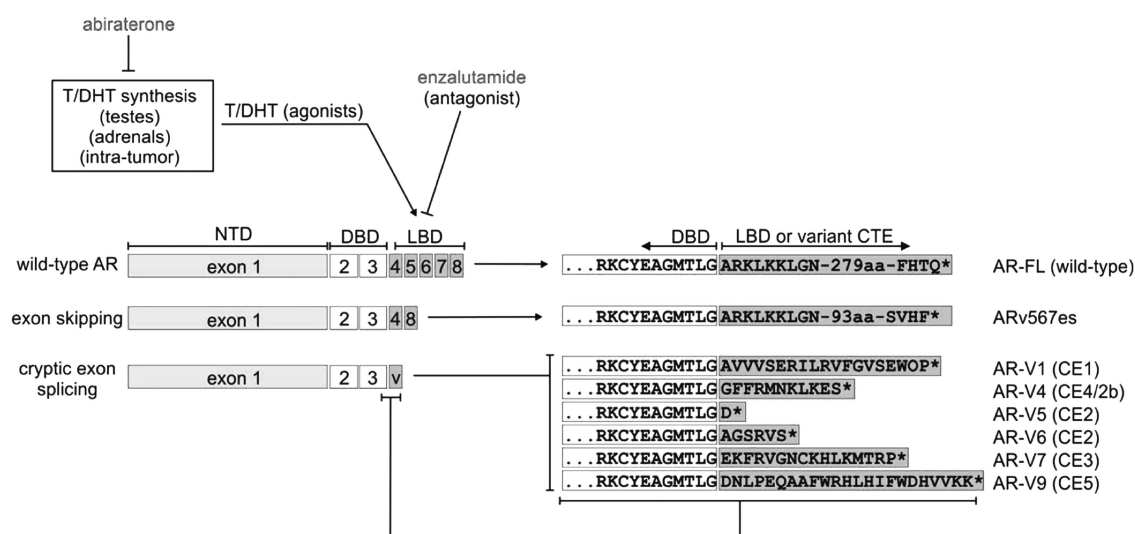 abiraterone
T/DHT synthesis
(testes)
(adrenals)
(intra-tumor)
T/DHT (agonists)
enzalutamide
(antagonist)
NTD DBD LBD DBD LBD or variant CTE
wild-type AR exon 1 2 3 4 5 6 7 8 ...RKCYEAGMTLG ARKLKKLGN-279aa-FHTQ* AR-FL (wild-type)
exon skipping exon 1 2 3 4 8 ...RKCYEAGMTLG ARKLKKLGN-93aa-SVHF* ARv567es
cryptic exon
splicing exon 1 2 3 v
...RKCYEAGMTLG AVVVSERILRVFGVSEWOP* AR-V1 (CE1)
...RKCYEAGMTLG GFFRMNKLKES* AR-V4 (CE4/2b)
...RKCYEAGMTLG D* AR-V5 (CE2)
...RKCYEAGMTLG AGSRVS* AR-V6 (CE2)
...RKCYEAGMTLG EKFRVGNCKHLKMTRP* AR-V7 (CE3)
...RKCYEAGMTLG DNLPEQAAFWRHLHIFWDHVVKK* AR-V9 (CE5)